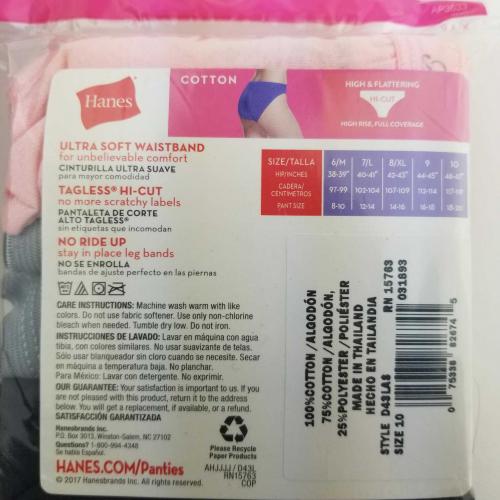 AP3633
Hanes
COTTON
HIGH & FLATTERING
HI-CUT
HIGH RISE, FULL COVERAGE
ULTRA SOFT WAISTBAND
for unbelievable comfort
CINTURILLA ULTRA SUAVE
para mayor comodidad
TAGLESS® HI-CUT
no more scratchy labels
PANTALETA DE CORTE
ALTO TAGLESS®
sin etiquetas que incomodan
NO RIDE UP
stay in place leg bands
NO SE ENROLLA
bandas de ajuste perfecto en las piernas
SIZE/TALLA 6/M 7/L 8/XL 9 10
HIP/INCHES 38-39" 40-41" 42-43" 44-45"
CADERA/
CENTIMETROS 97-99 102-104 107-109 112-114
PANT SIZE 8-10 12-14 14-16 16-18 18-20
CARE INSTRUCTIONS: Machine wash warm with like
colors. Do not use fabric softener. Use only non-chlorine
bleach when needed. Tumble dry low. Do not iron.
INSTRUCCIONES DE LAVADO: Lavar en máquina con agua
tibia, con colores similares. No usar suavizante de telas.
Sólo usar blanqueador sin cloro cuando se necesite. Secar
en máquina a temperatura baja. No planchar.
Para México: Lavar con detergente. No exprimir.
OUR GUARANTEE: Your satisfaction is important to us. If you
are not pleased with this product, return it to the address
below. You will get a replacement, if available, or a refund.
SATISFACCIÓN GARANTIZADA
Hanesbrands Inc.
P.O. Box 3013, Winston-Salem, NC 27102
Questions? 1-800-994-4348
Se habla Español.
HANES.COM/Panties
© 2017 Hanesbrands Inc. All rights reserved.
Please Recycle
Package Parts
AHJJJJ / D43L
RN15763
COP
100%COTTON/ALGODÓN
75%COTTON/ALGODÓN,
25%POLYESTER/POLIÉSTER
MADE IN THAILAND
HECHO EN TAILANDIA
STYLE D43LAS RN 15763
SIZE 10 031893
0 75338 82674 5